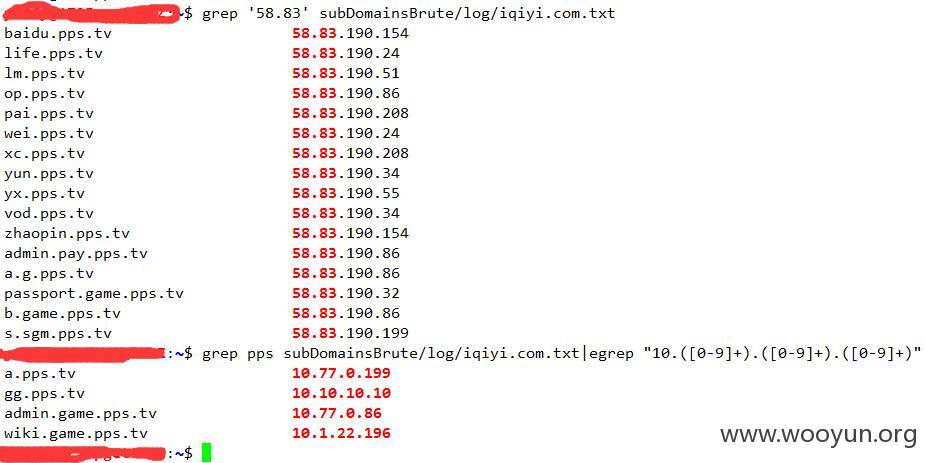 $ grep '58.83' subDomainsBrute/log/iqiyi.com.txt
baidu.pps.tv 58.83.190.154
life.pps.tv 58.83.190.24
lm.pps.tv 58.83.190.51
op.pps.tv 58.83.190.86
pai.pps.tv 58.83.190.208
wei.pps.tv 58.83.190.24
xc.pps.tv 58.83.190.208
yun.pps.tv 58.83.190.34
yx.pps.tv 58.83.190.55
vod.pps.tv 58.83.190.34
zhaopin.pps.tv 58.83.190.154
admin.pay.pps.tv 58.83.190.86
a.g.pps.tv 58.83.190.86
passport.game.pps.tv 58.83.190.32
b.game.pps.tv 58.83.190.86
s.sgm.pps.tv 58.83.190.199
:~$ grep pps subDomainsBrute/log/iqiyi.com.txt|egrep "10.([0-9]+).([0-9]+).([0-9]+)"
a.pps.tv 10.77.0.199
gg.pps.tv 10.10.10.10
admin.game.pps.tv 10.77.0.86
wiki.game.pps.tv 10.1.22.196
:~$
www.wooyun.org